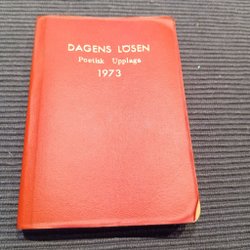 DAGENS LÖSEN
Poetisk Upplaga
1973